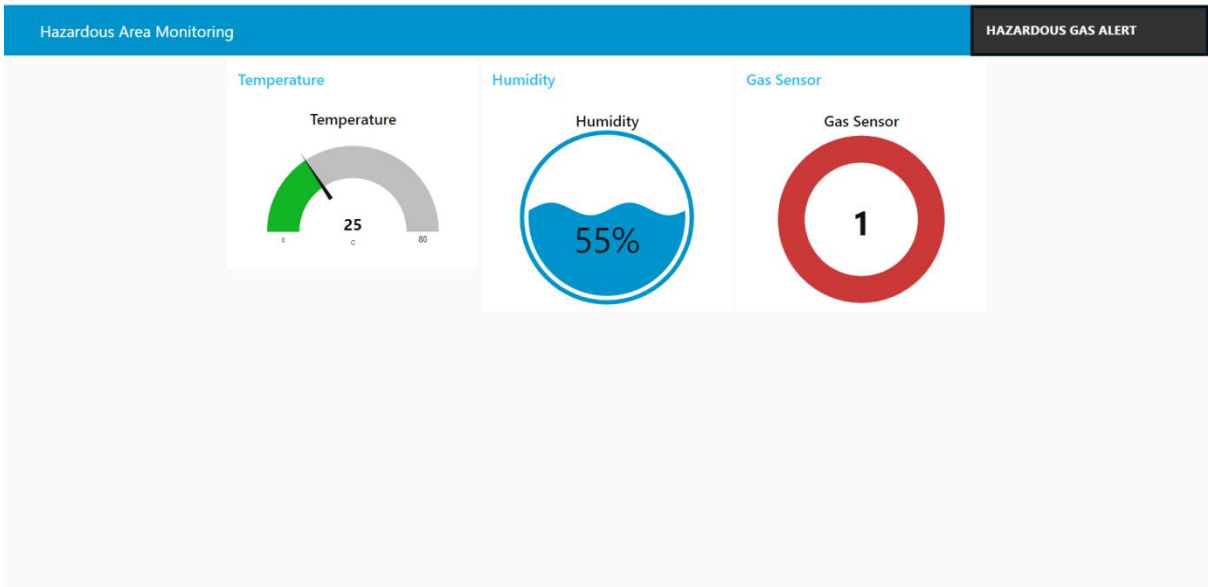 Hazardous Area Monitoring
HAZARDOUS GAS ALERT
Temperature
Temperature
25
0
C
80
Humidity
Humidity
55%
Gas Sensor
Gas Sensor
1